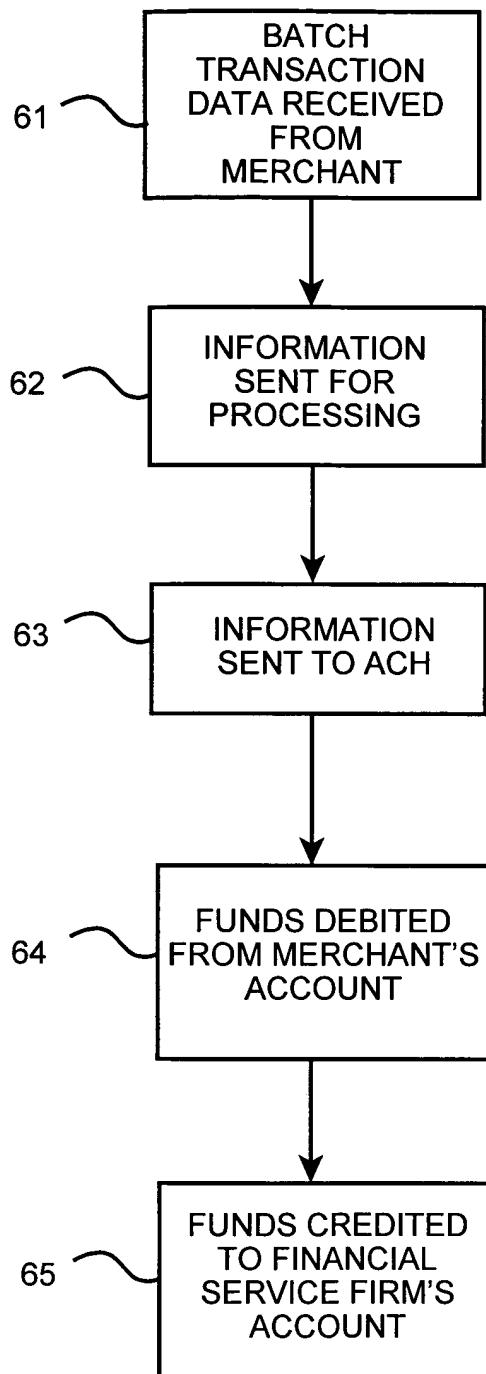 BATCH
TRANSACTION
DATA RECEIVED
FROM
MERCHANT
61
INFORMATION
SENT FOR
PROCESSING
62
INFORMATION
SENT TO ACH
63
FUNDS DEBITED
FROM MERCHANT'S
ACCOUNT
64
FUNDS CREDITED
TO FINANCIAL
SERVICE FIRM'S
ACCOUNT
65